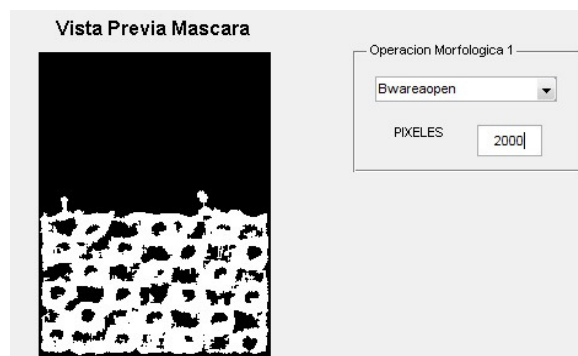 Vista Previa Mascara
Operacion Morfologica 1
Bwareaopen
PIXELES
2000